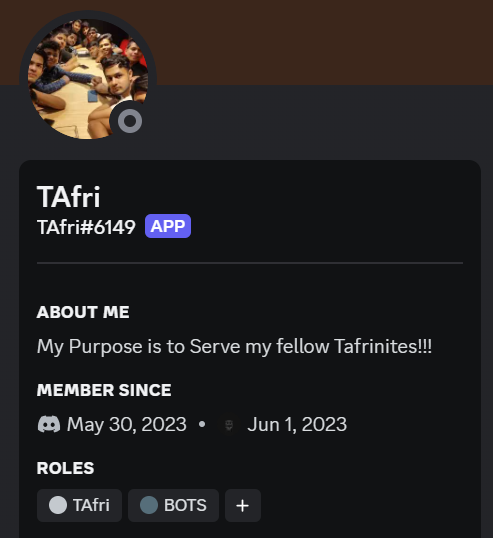 TAfri
TAfri#6149 APP
ABOUT ME
My Purpose is to Serve my fellow Tafrinites!!!
MEMBER SINCE
May 30, 2023 • Jun 1, 2023
ROLES
TAfri BOTS +